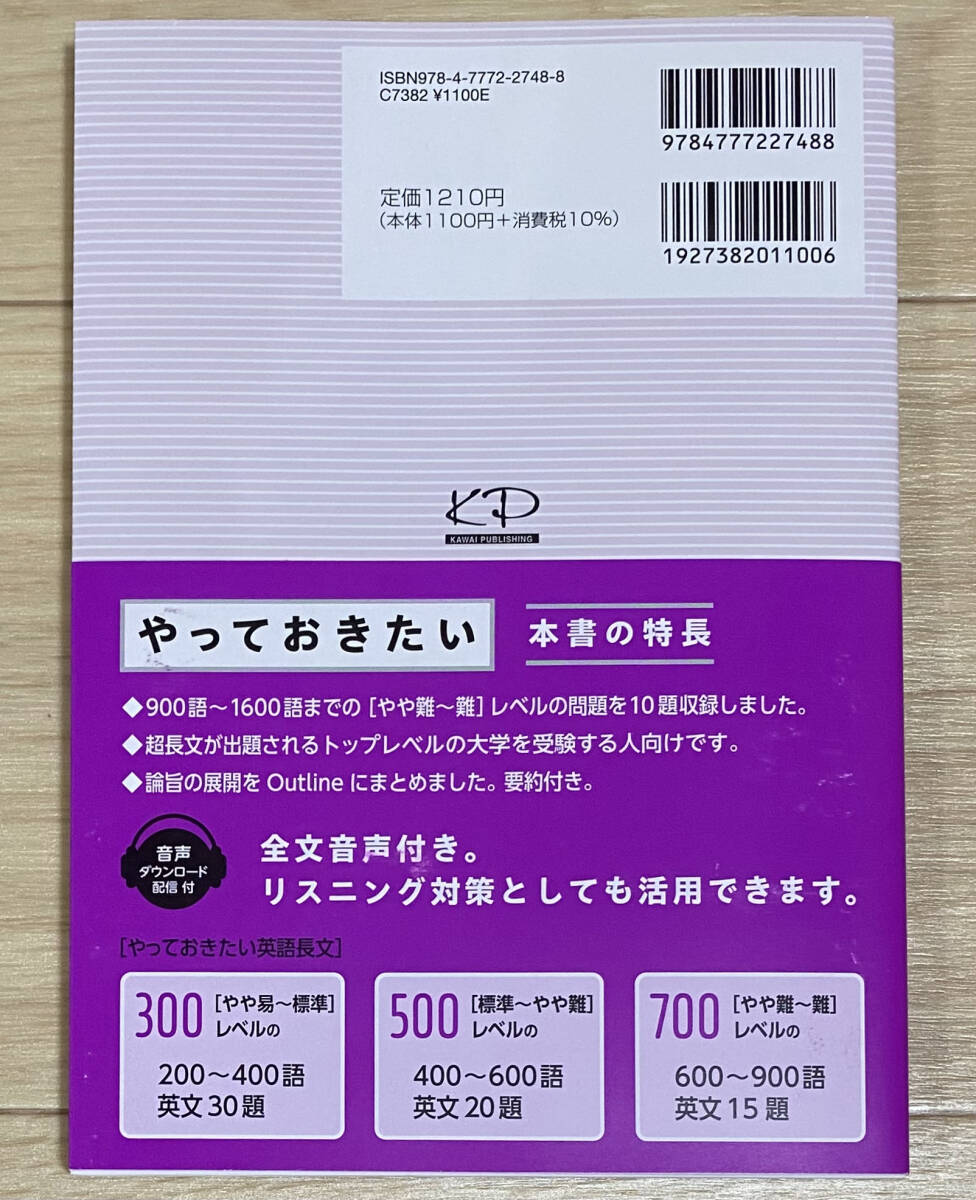 ISBN978-4-7772-2748-8
C7382 ¥1100E
9784777227488
定価1210円
(本体1100円+消費税10%)
1927382011006
KP
KAWAI PUBLISHING
やっておきたい
本書の特長
◆900語～1600語までの[やや難～難]レベルの問題を10題収録しました。
◆超長文が出題されるトップレベルの大学を受験する人向けです。
◆論旨の展開をOutlineにまとめました。要約付き。
音声
ダウンロード
配信付
全文音声付き。
リスニング対策としても活用できます。
[やっておきたい英語長文]
300 [やや易～標準]
レベルの
200～400語
英文30題
500 [標準～やや難]
レベルの
400～600語
英文20題
700 [やや難～難]
レベルの
600～900語
英文15題